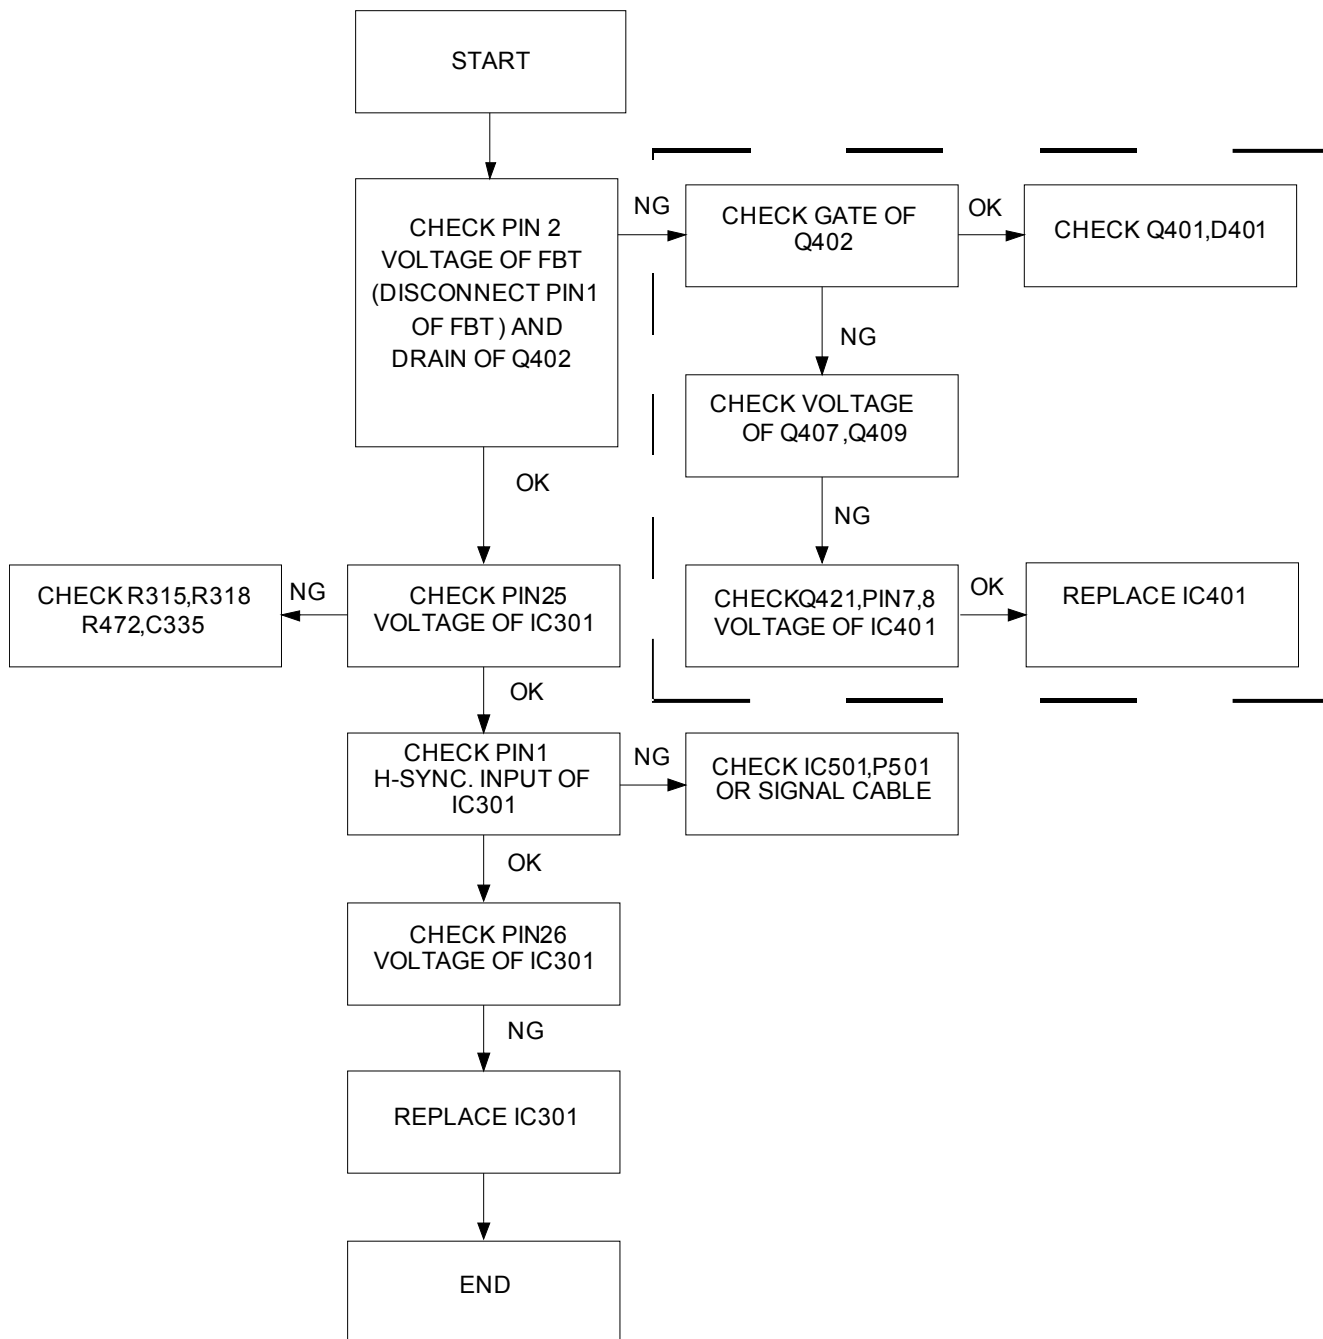 START
CHECK PIN 2
VOLTAGE OF FBT
(DISCONNECT PIN1
OF FBT ) AND
DRAIN OF Q402
NG
CHECK GATE OF
Q402
OK
CHECK Q401,D401
NG
CHECK VOLTAGE
OF Q407,Q409
NG
CHECKQ421,PIN7,8
VOLTAGE OF IC401
OK
REPLACE IC401
OK
CHECK PIN25
VOLTAGE OF IC301
NG
CHECK R315,R318
R472,C335
OK
CHECK PIN1
H-SYNC. INPUT OF
IC301
NG
CHECK IC501,P501
OR SIGNAL CABLE
OK
CHECK PIN26
VOLTAGE OF IC301
NG
REPLACE IC301
END